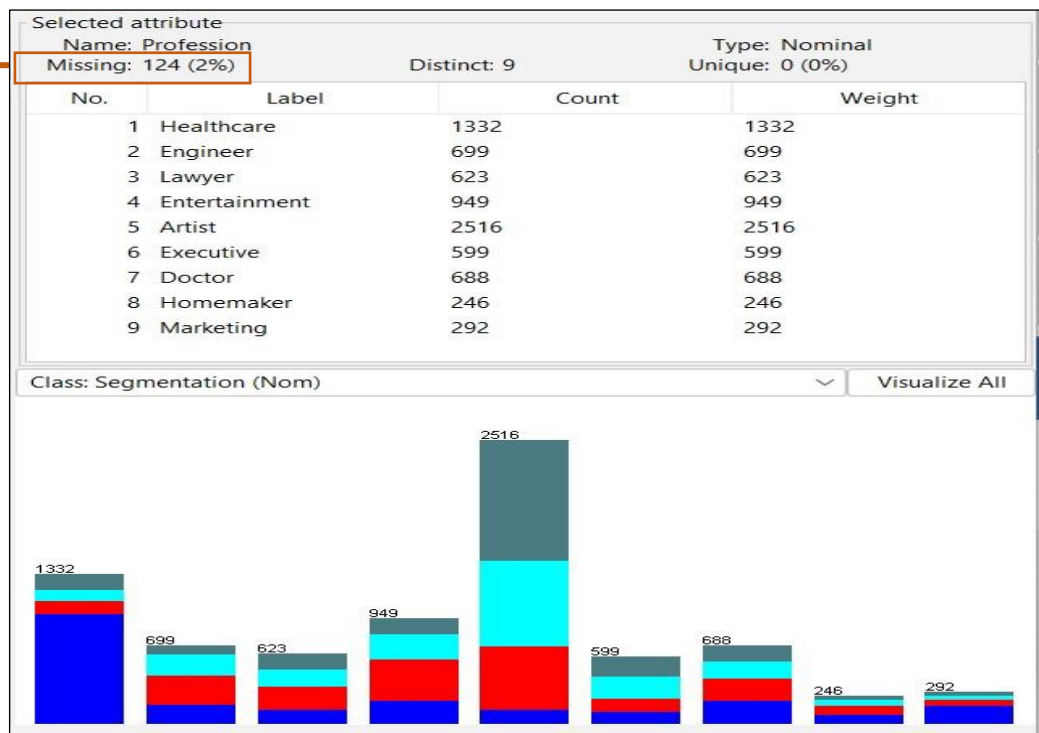 Selected attribute
Name: Profession Type: Nominal
Missing: 124 (2%) Distinct: 9 Unique: 0 (0%)
No. Label Count Weight
1 Healthcare 1332 1332
2 Engineer 699 699
3 Lawyer 623 623
4 Entertainment 949 949
5 Artist 2516 2516
6 Executive 599 599
7 Doctor 688 688
8 Homemaker 246 246
9 Marketing 292 292
Class: Segmentation (Nom) Visualize All
1332 699 623 949 2516 599 688 246 292